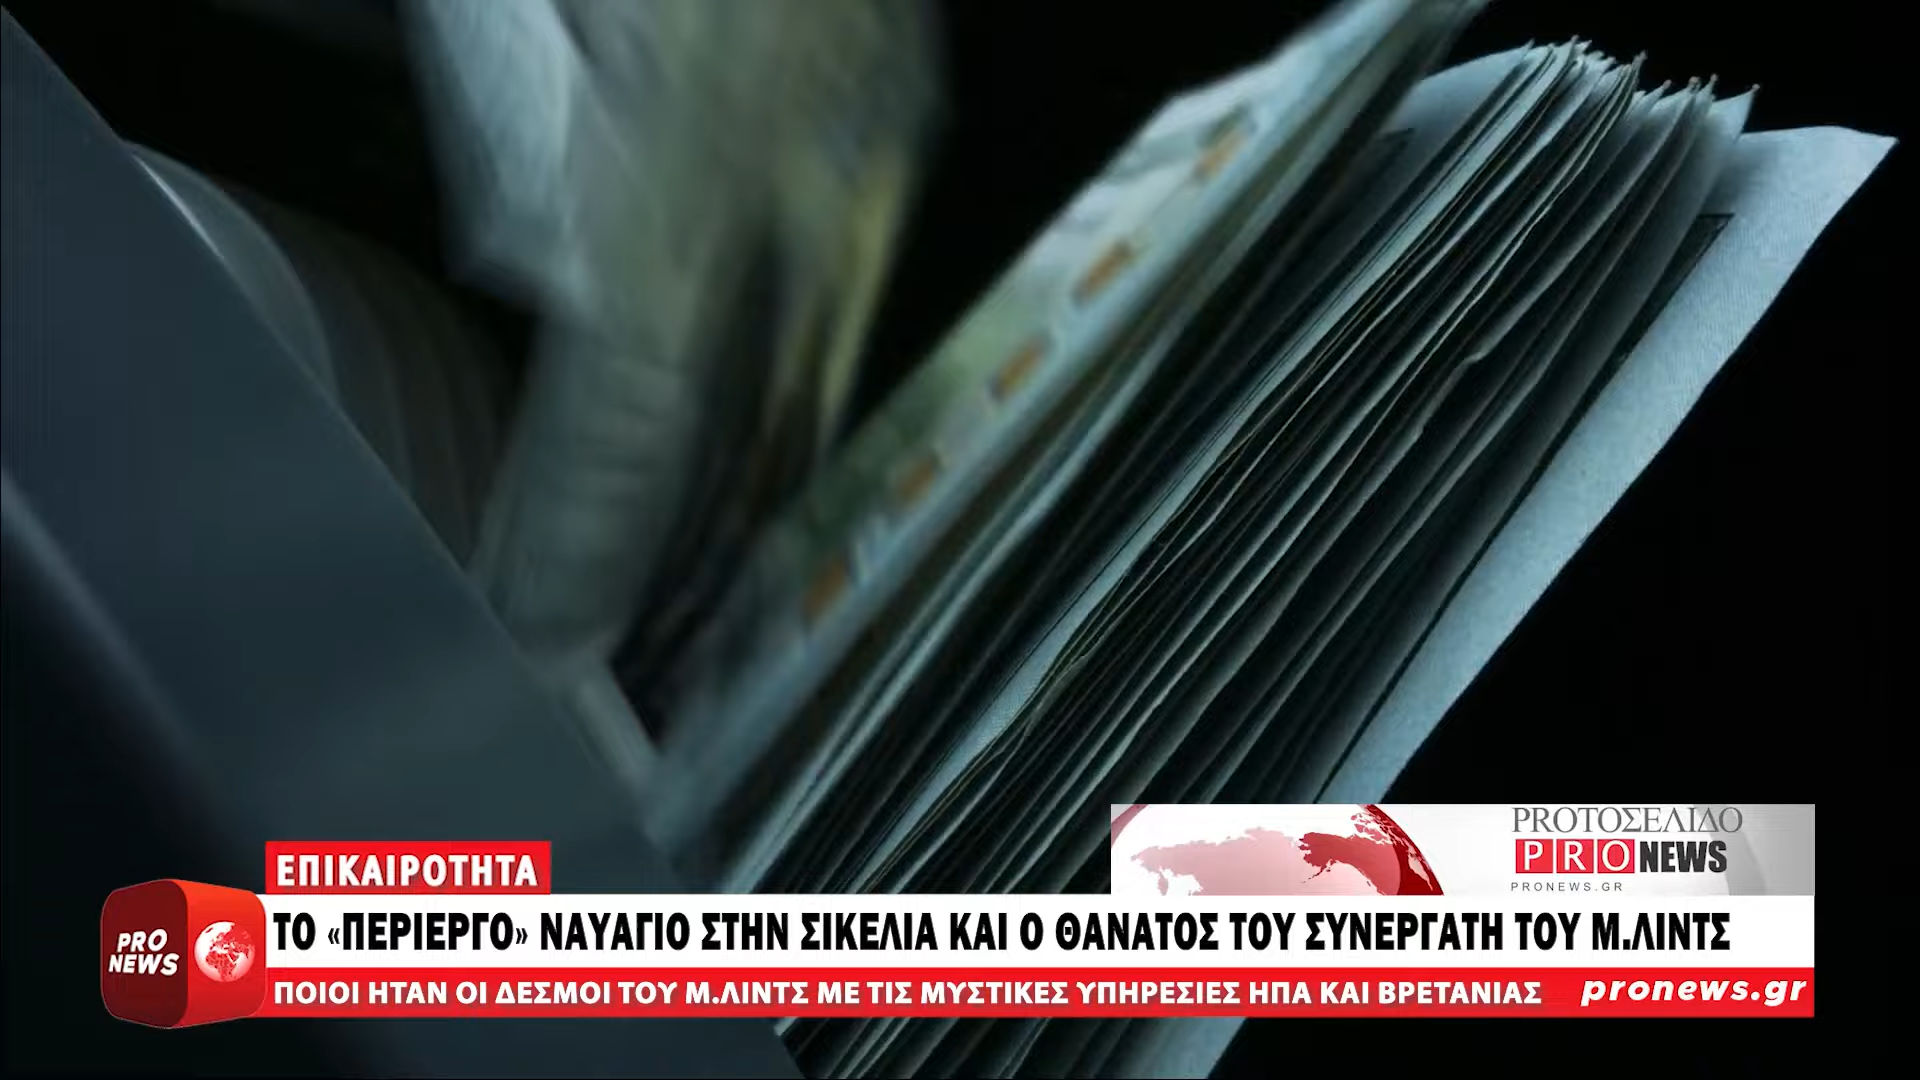 PROTOΣΕΛΙΔΟ
PRONEWS
PRONEWS.GR
ΕΠΙΚΑΙΡΟΤΗΤΑ
PRO
NEWS
ΤΟ «ΠΕΡΙΕΡΓΟ» ΝΑΥΑΓΙΟ ΣΤΗΝ ΣΙΚΕΛΙΑ ΚΑΙ Ο ΘΑΝΑΤΟΣ ΤΟΥ ΣΥΝΕΡΓΑΤΗ ΤΟΥ Μ.ΛΙΝΤΣ
ΠΟΙΟΙ ΗΤΑΝ ΟΙ ΔΕΣΜΟΙ ΤΟΥ Μ.ΛΙΝΤΣ ΜΕ ΤΙΣ ΜΥΣΤΙΚΕΣ ΥΠΗΡΕΣΙΕΣ ΗΠΑ ΚΑΙ ΒΡΕΤΑΝΙΑΣ pronews.gr